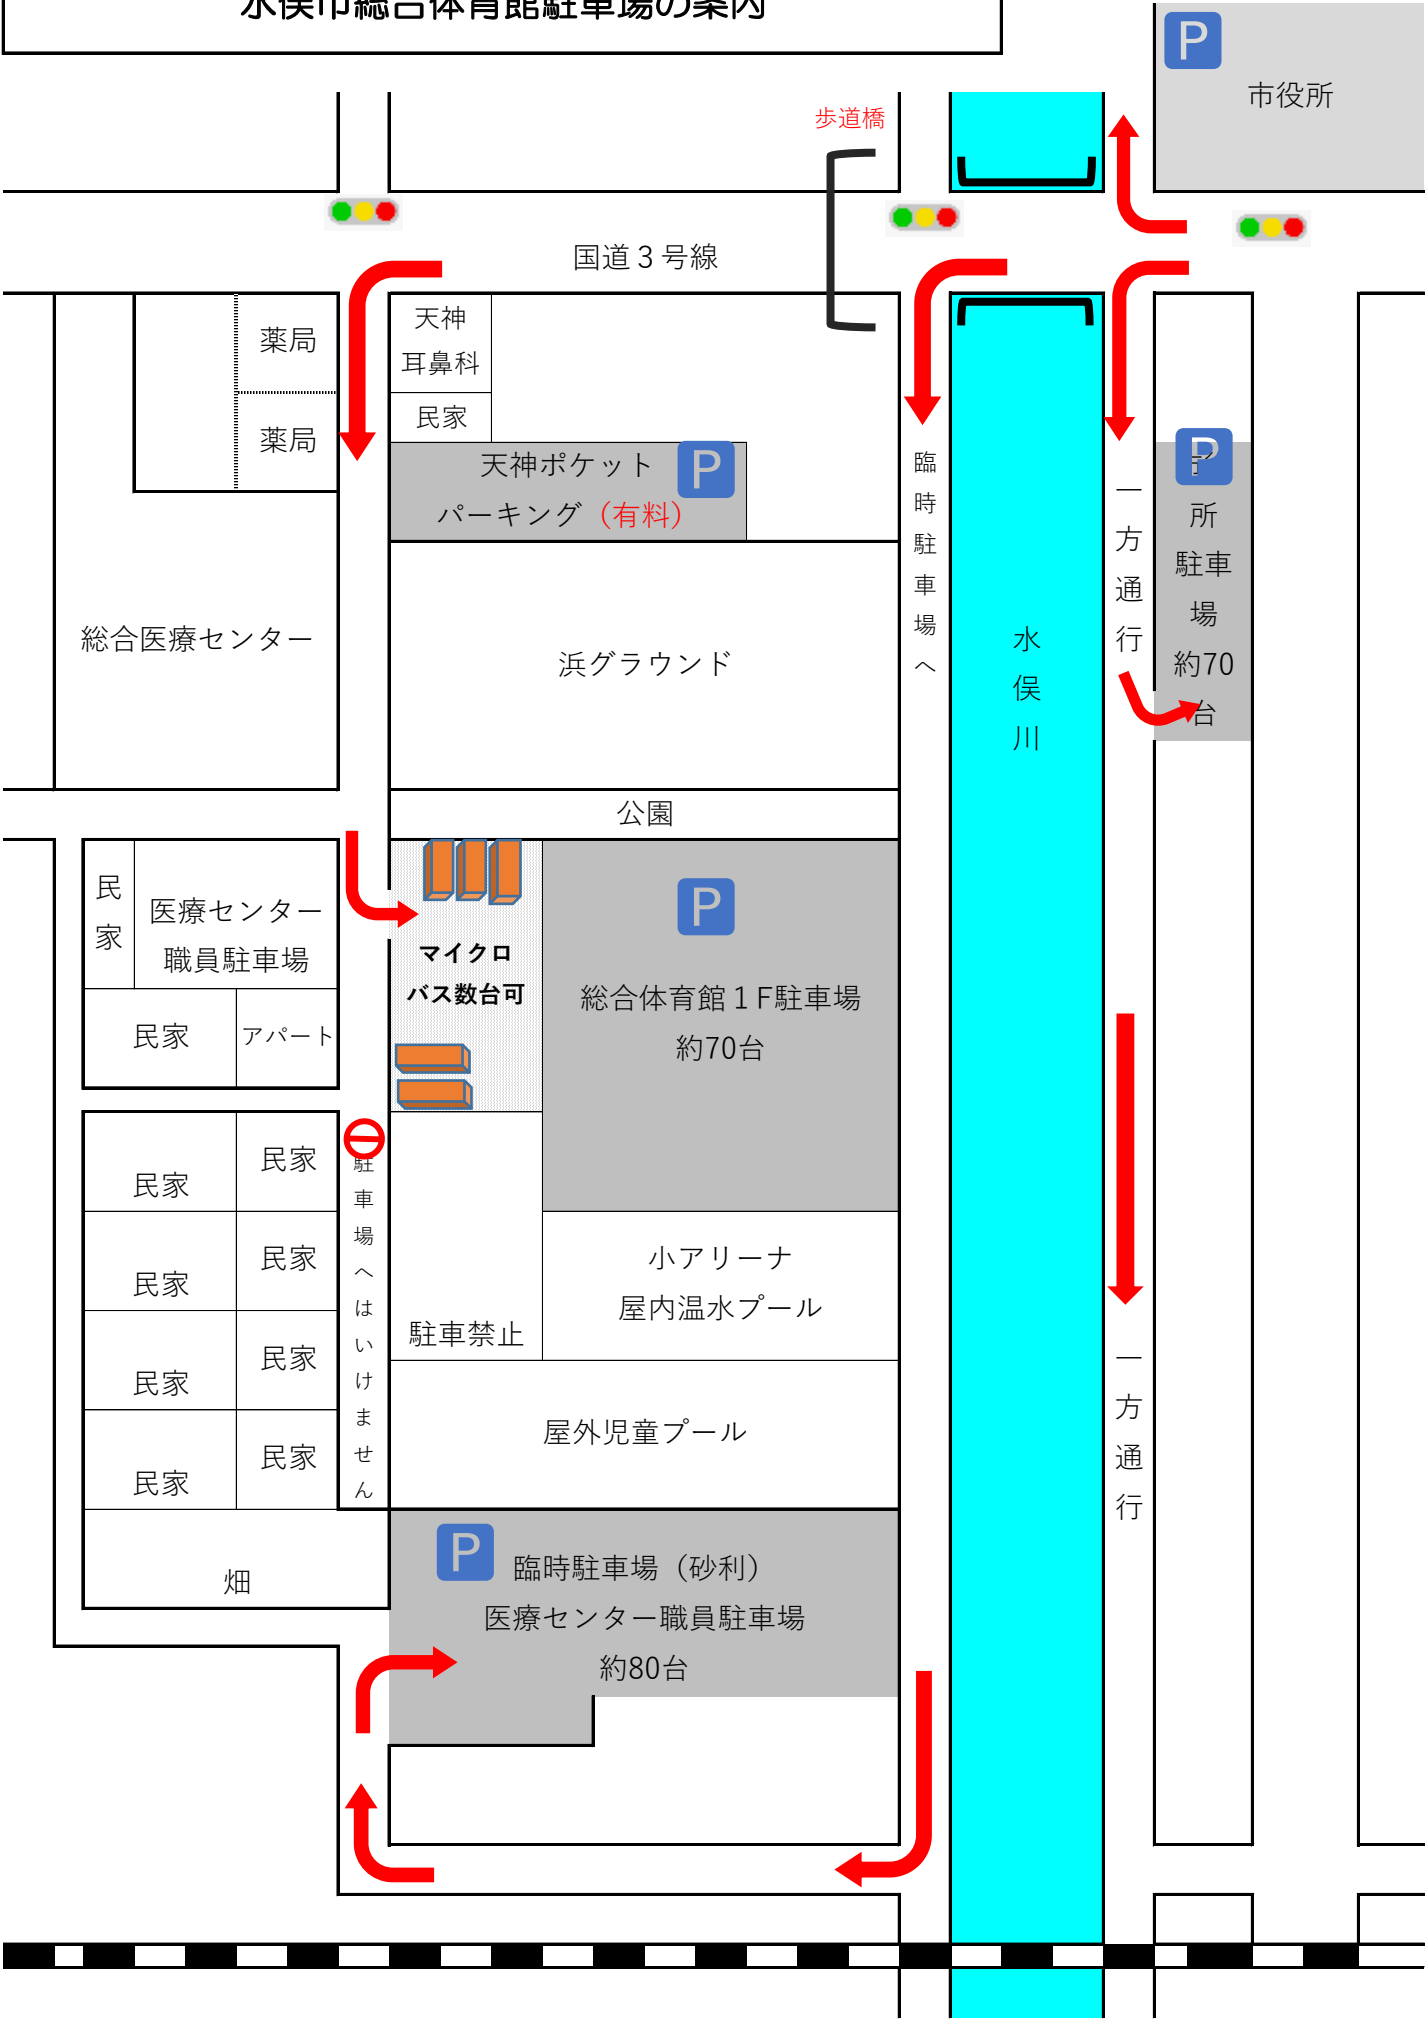 水俣市総合体育館駐車場の案内
P
市役所
歩道橋
国道３号線
薬局
薬局
天神
耳鼻科
民家
天神ポケット
パーキング（有料）
P
総合医療センター
浜グラウンド
臨時駐車場へ
水俣川
一方通行
P
所
駐車
場
約70
台
公園
民家
医療センター
職員駐車場
民家
アパート
マイクロ
バス数台可
P
総合体育館１F駐車場
約70台
民家
民家
民家
民家
民家
民家
民家
民家
駐車場へはいけません
駐車禁止
小アリーナ
屋内温水プール
屋外児童プール
一方通行
畑
P
臨時駐車場（砂利）
医療センター職員駐車場
約80台